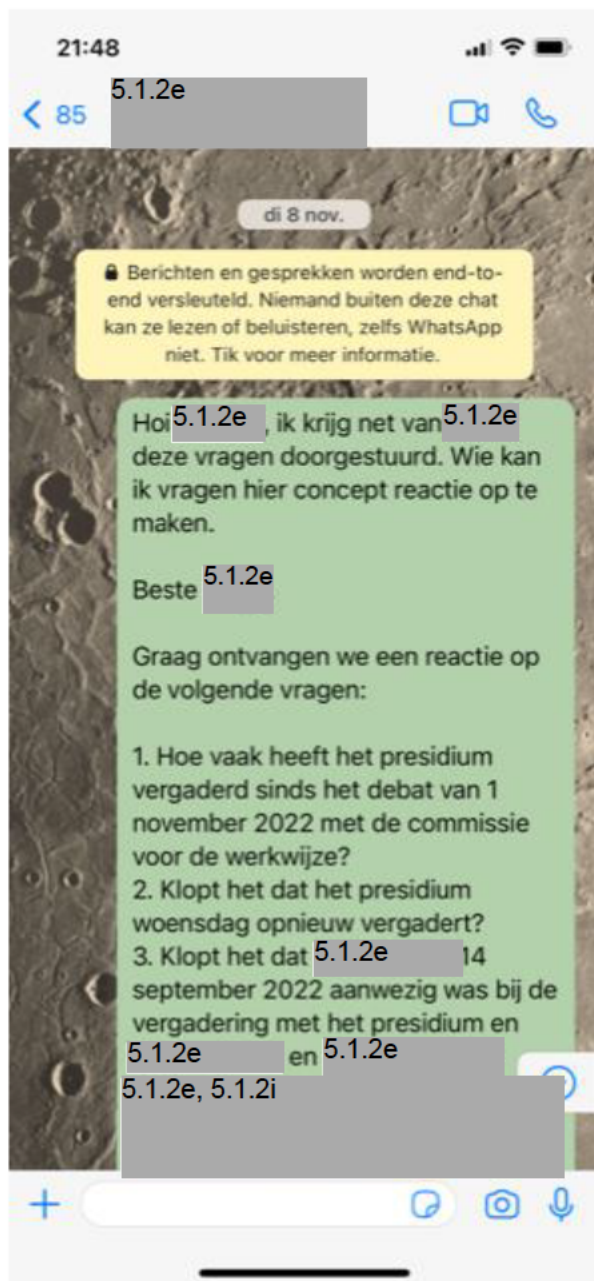 21:48
85
5.1.2e
di 8 nov.
Berichten en gesprekken worden end-to-
end versleuteld. Niemand buiten deze chat
kan ze lezen of beluisteren, zelfs WhatsApp
niet. Tik voor meer informatie.
Hoi 5.1.2e , ik krijg net van 5.1.2e
deze vragen doorgestuurd. Wie kan
ik vragen hier concept reactie op te
maken.
Beste 5.1.2e
Graag ontvangen we een reactie op
de volgende vragen:
1. Hoe vaak heeft het presidium
vergaderd sinds het debat van 1
november 2022 met de commissie
voor de werkwijze?
2. Klopt het dat het presidium
woensdag opnieuw vergadert?
3. Klopt het dat 5.1.2e 14
september 2022 aanwezig was bij de
vergadering met het presidium en
5.1.2e en 5.1.2e
5.1.2e, 5.1.2i